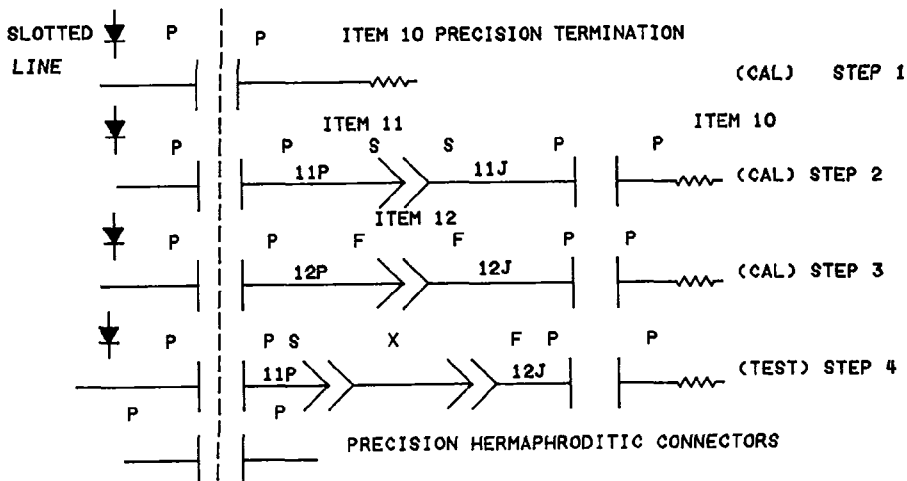 SLOTTED P P ITEM 10 PRECISION TERMINATION
LINE
(CAL) STEP 1
ITEM 11 ITEM 10
P P S S P P
11P 11J (CAL) STEP 2
ITEM 12
P P F F P P
12P 12J (CAL) STEP 3
P P S X F P P
11P 12J (TEST) STEP 4
P P
PRECISION HERMAPHRODITIC CONNECTORS